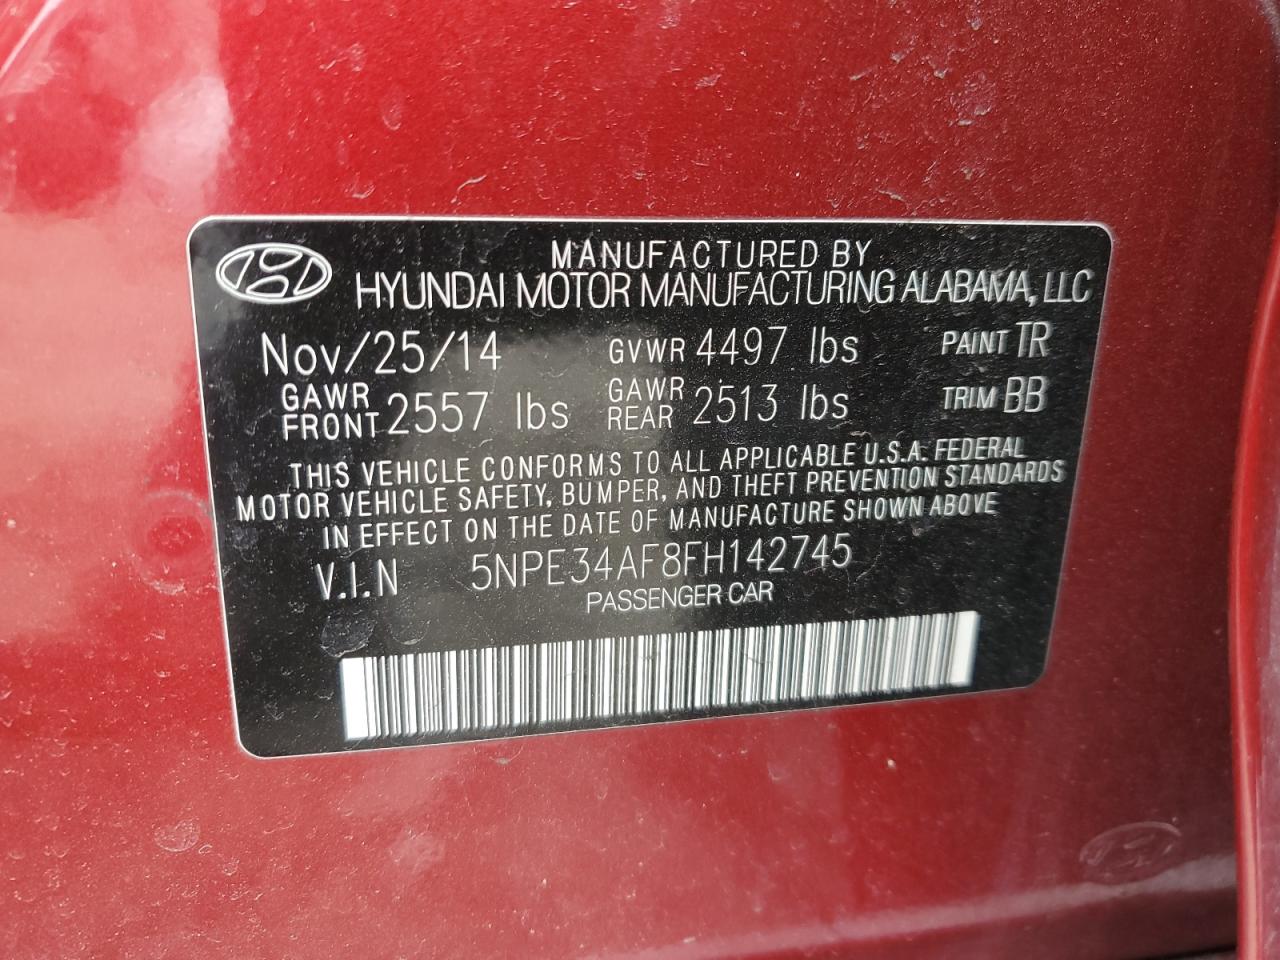 MANUFACTURED BY
HYUNDAI MOTOR MANUFACTURING ALABAMA, LLC
Nov/25/14 GVWR 4497 lbs PAINT TR
GAWR FRONT 2557 lbs GAWR REAR 2513 lbs TRIM BB
THIS VEHICLE CONFORMS TO ALL APPLICABLE U.S.A. FEDERAL
MOTOR VEHICLE SAFETY, BUMPER, AND THEFT PREVENTION STANDARDS
IN EFFECT ON THE DATE OF MANUFACTURE SHOWN ABOVE
V.I.N 5NPE34AF8FH142745
PASSENGER CAR